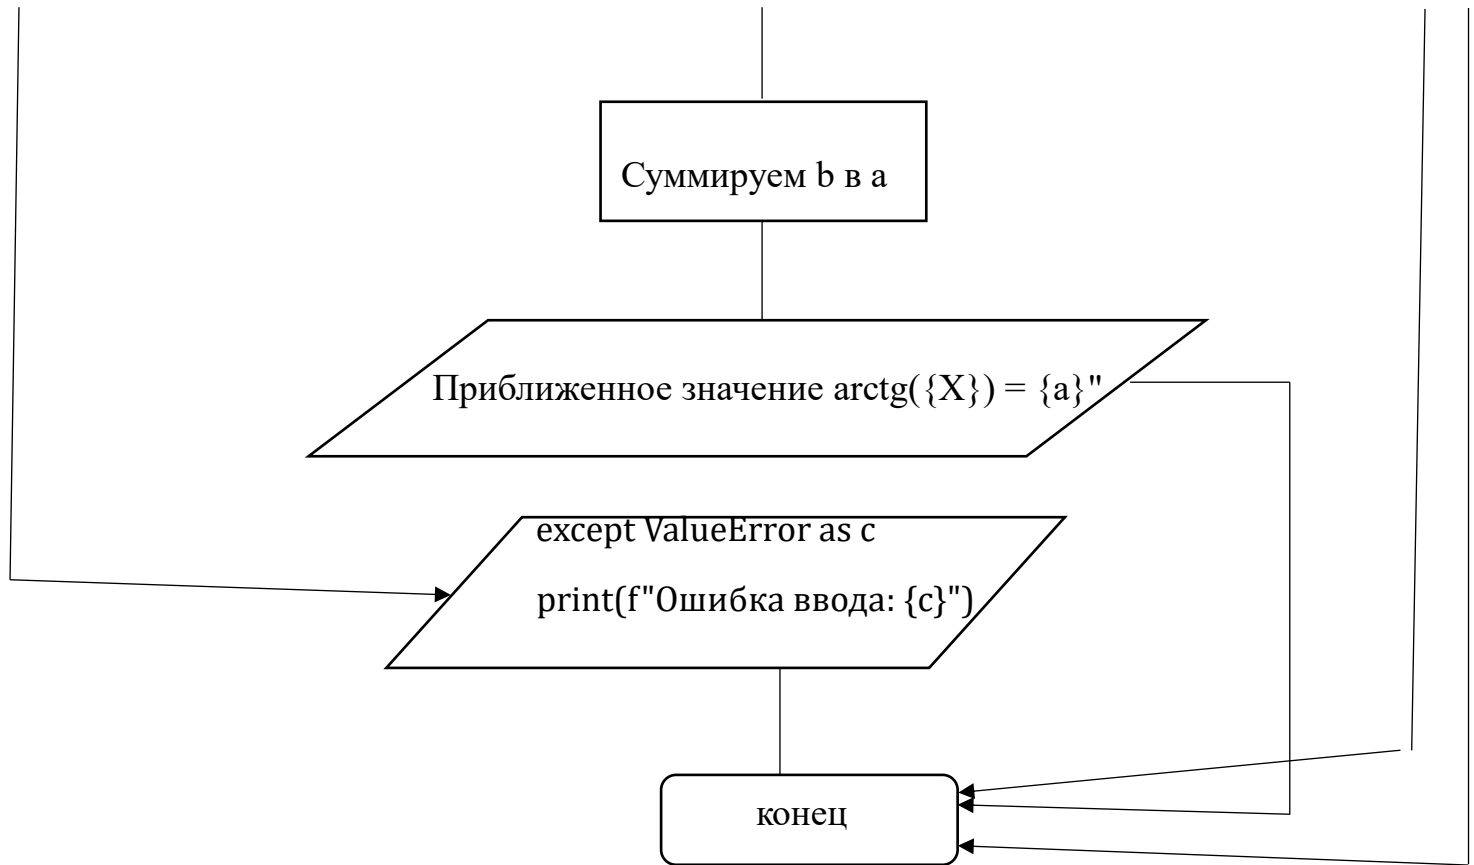 Суммируем b в a
Приближенное значение arctg({X}) = {a}"
except ValueError as c
print(f"Ошибка ввода: {c}")
конец